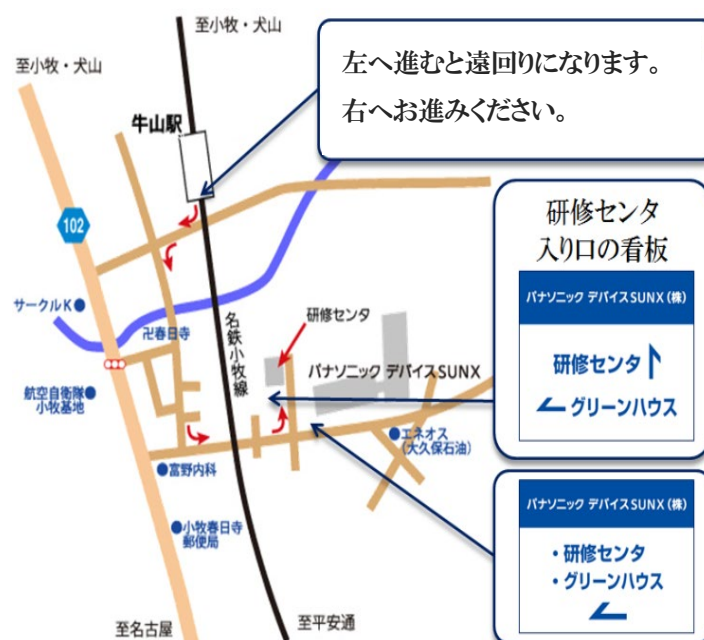 至小牧・犬山
至小牧・犬山
左へ進むと遠回りになります。
右へお進みください。
牛山駅
102
研修センタ
入り口の看板
パナソニック デバイスSUNX(株)
研修センタ
グリーンハウス
サークルK
卍春日寺
名鉄小牧線
研修センタ
パナソニック デバイスSUNX
航空自衛隊
小牧基地
エネオス
(大久保石油)
富野内科
小牧春日寺
郵便局
パナソニック デバイスSUNX(株)
・研修センタ
・グリーンハウス
至名古屋
至平安通